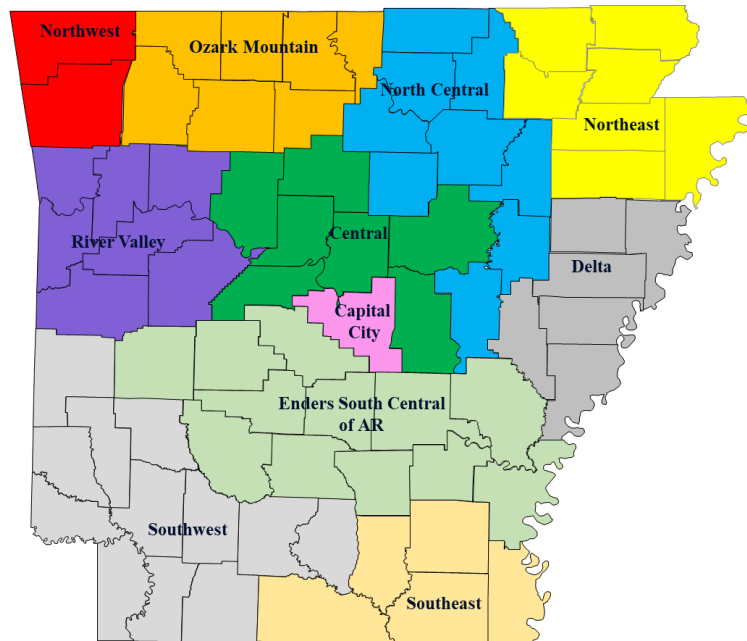 Northwest
Ozark Mountain
North Central
Northeast
River Valley
Central
Delta
Capital
City
Enders South Central
of AR
Southwest
Southeast